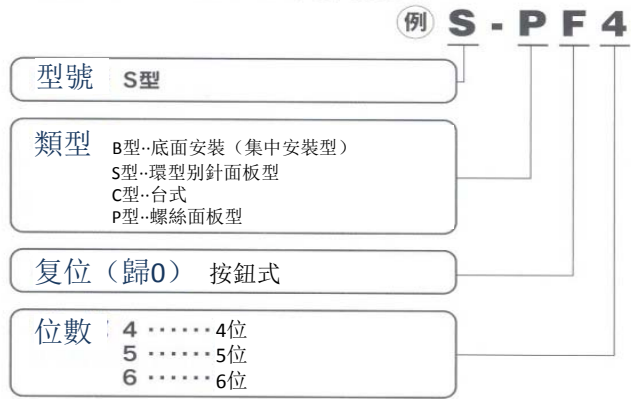 例 S - P F 4
型號 S型
類型 B型··底面安裝（集中安裝型）
S型··環型别針面板型
C型··台式
P型··螺絲面板型
复位（歸0） 按鈕式
位數 4 ······ 4位
5 ······ 5位
6 ······ 6位